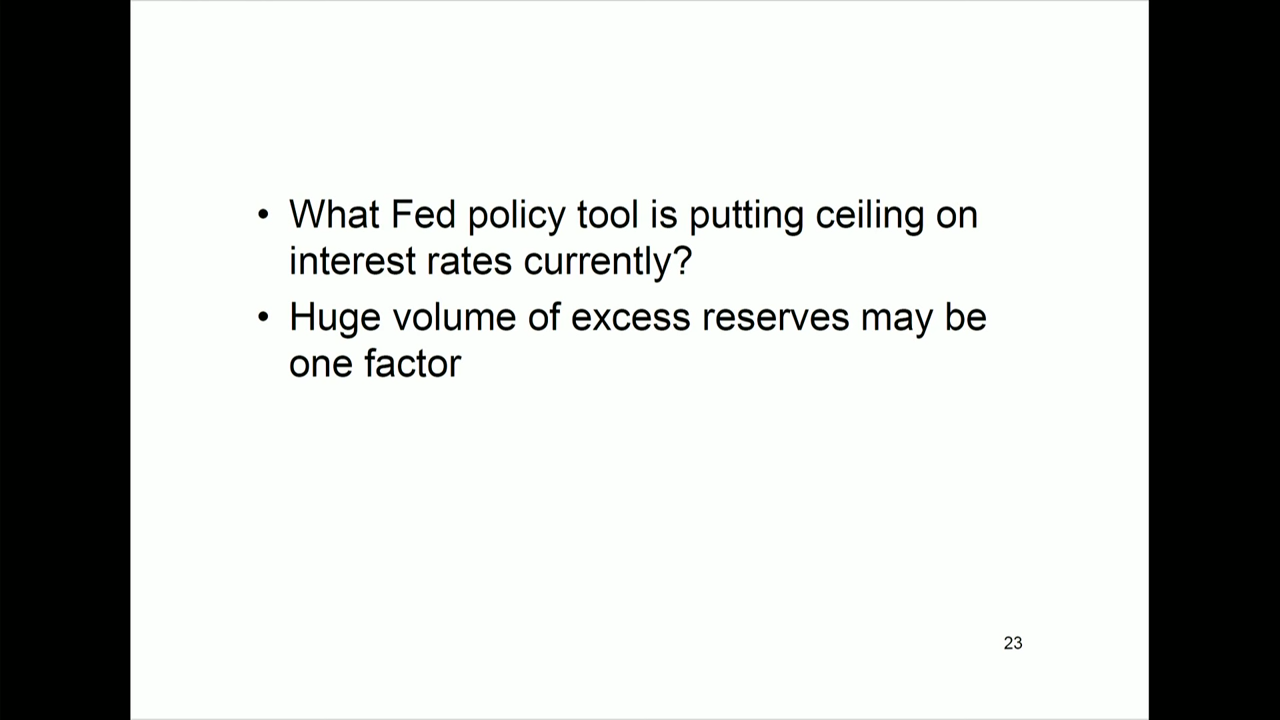 • What Fed policy tool is putting ceiling on
interest rates currently?
• Huge volume of excess reserves may be
one factor
23